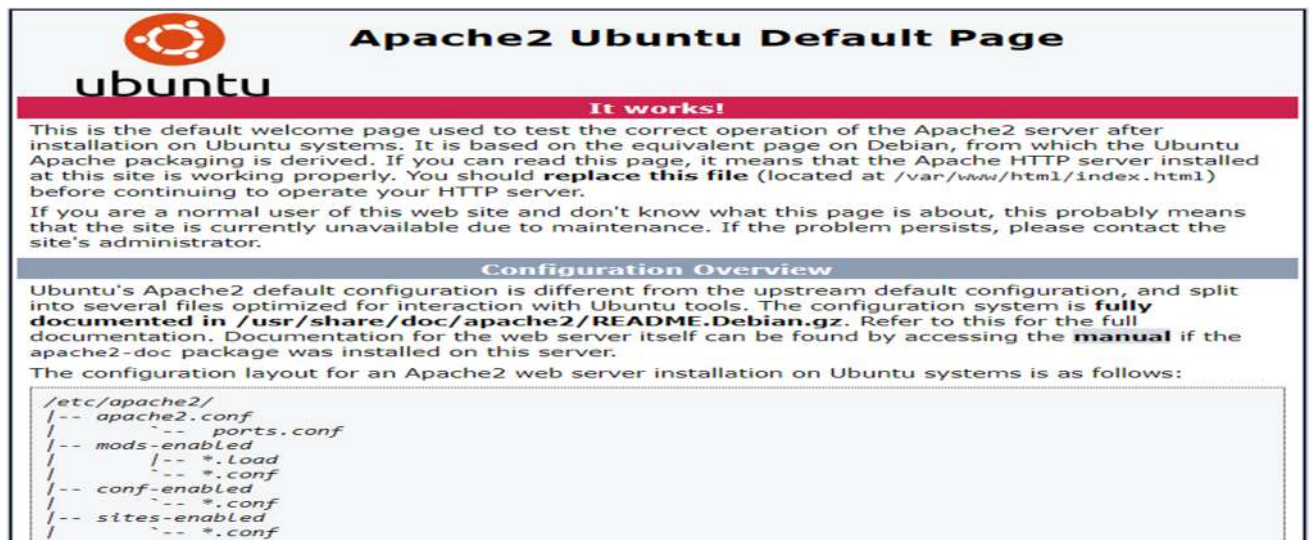 ubuntu
Apache2 Ubuntu Default Page
It works!
This is the default welcome page used to test the correct operation of the Apache2 server after
installation on Ubuntu systems. It is based on the equivalent page on Debian, from which the Ubuntu
Apache packaging is derived. If you can read this page, it means that the Apache HTTP server installed
at this site is working properly. You should replace this file (located at /var/www/html/index.html)
before continuing to operate your HTTP server.
If you are a normal user of this web site and don't know what this page is about, this probably means
that the site is currently unavailable due to maintenance. If the problem persists, please contact the
site's administrator.
Configuration Overview
Ubuntu's Apache2 default configuration is different from the upstream default configuration, and split
into several files optimized for interaction with Ubuntu tools. The configuration system is fully
documented in /usr/share/doc/apache2/README.Debian.gz. Refer to this for the full
documentation. Documentation for the web server itself can be found by accessing the manual if the
apache2-doc package was installed on this server.
The configuration layout for an Apache2 web server installation on Ubuntu systems is as follows:
/etc/apache2/
|-- apache2.conf
|       `--  ports.conf
|-- mods-enabled
|       |-- *.load
|       `-- *.conf
|-- conf-enabled
|       `-- *.conf
|-- sites-enabled
|       `-- *.conf